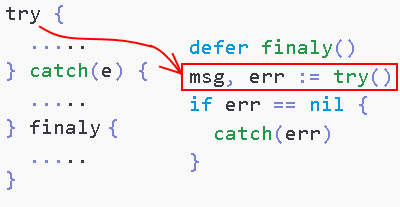 try {
.....
} catch(e) {
.....
} finaly {
.....
}
defer finaly()
msg, err := try()
if err == nil {
catch(err)
}